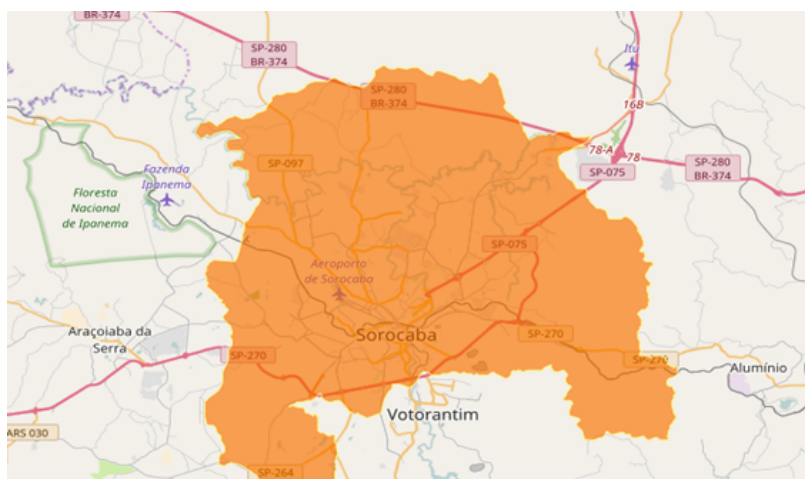 BR-374
SP-280
BR-374
Itu
SP-280
BR-374
16B
78-A
78
SP-097
SP-280
BR-374
Fazenda
Ipanema
SP-075
Floresta
Nacional
de Ipanema
SP-075
Aeroporto
de Sorocaba
Araçoiaba da
Serra
Sorocaba
SP-270
SP-270
SP-270
Alumínio
Votorantim
ARS 030
SP-264